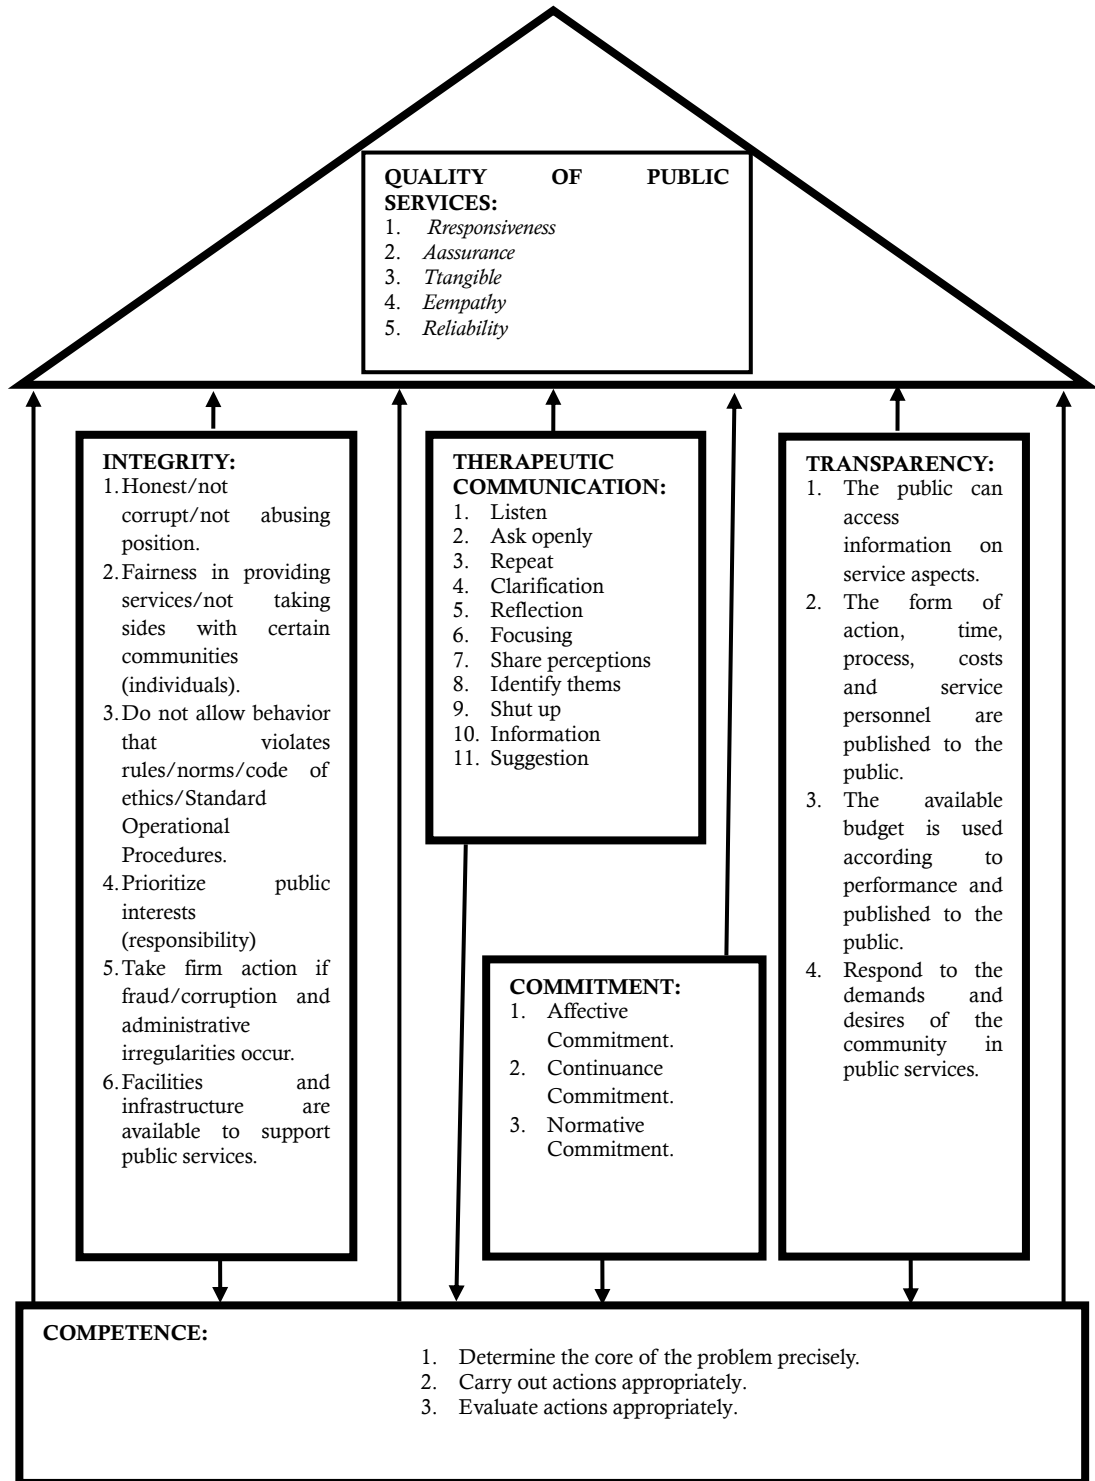 QUALITY OF PUBLIC
SERVICES:
1. Rresponsiveness
2. Aassurance
3. Ttangible
4. Eempathy
5. Reliability
INTEGRITY:
1. Honest/not
corrupt/not abusing
position.
2. Fairness in providing
services/not taking
sides with certain
communities
(individuals).
3. Do not allow behavior
that violates
rules/norms/code of
ethics/Standard
Operational
Procedures.
4. Prioritize public
interests
(responsibility)
5. Take firm action if
fraud/corruption and
administrative
irregularities occur.
6. Facilities and
infrastructure are
available to support
public services.
THERAPEUTIC
COMMUNICATION:
1. Listen
2. Ask openly
3. Repeat
4. Clarification
5. Reflection
6. Focusing
7. Share perceptions
8. Identify thems
9. Shut up
10. Information
11. Suggestion
COMMITMENT:
1. Affective
Commitment.
2. Continuance
Commitment.
3. Normative
Commitment.
TRANSPARENCY:
1. The public can
access
information on
service aspects.
2. The form of
action, time,
process, costs
and service
personnel are
published to the
public.
3. The available
budget is used
according to
performance and
published to the
public.
4. Respond to the
demands and
desires of the
community in
public services.
COMPETENCE:
1. Determine the core of the problem precisely.
2. Carry out actions appropriately.
3. Evaluate actions appropriately.